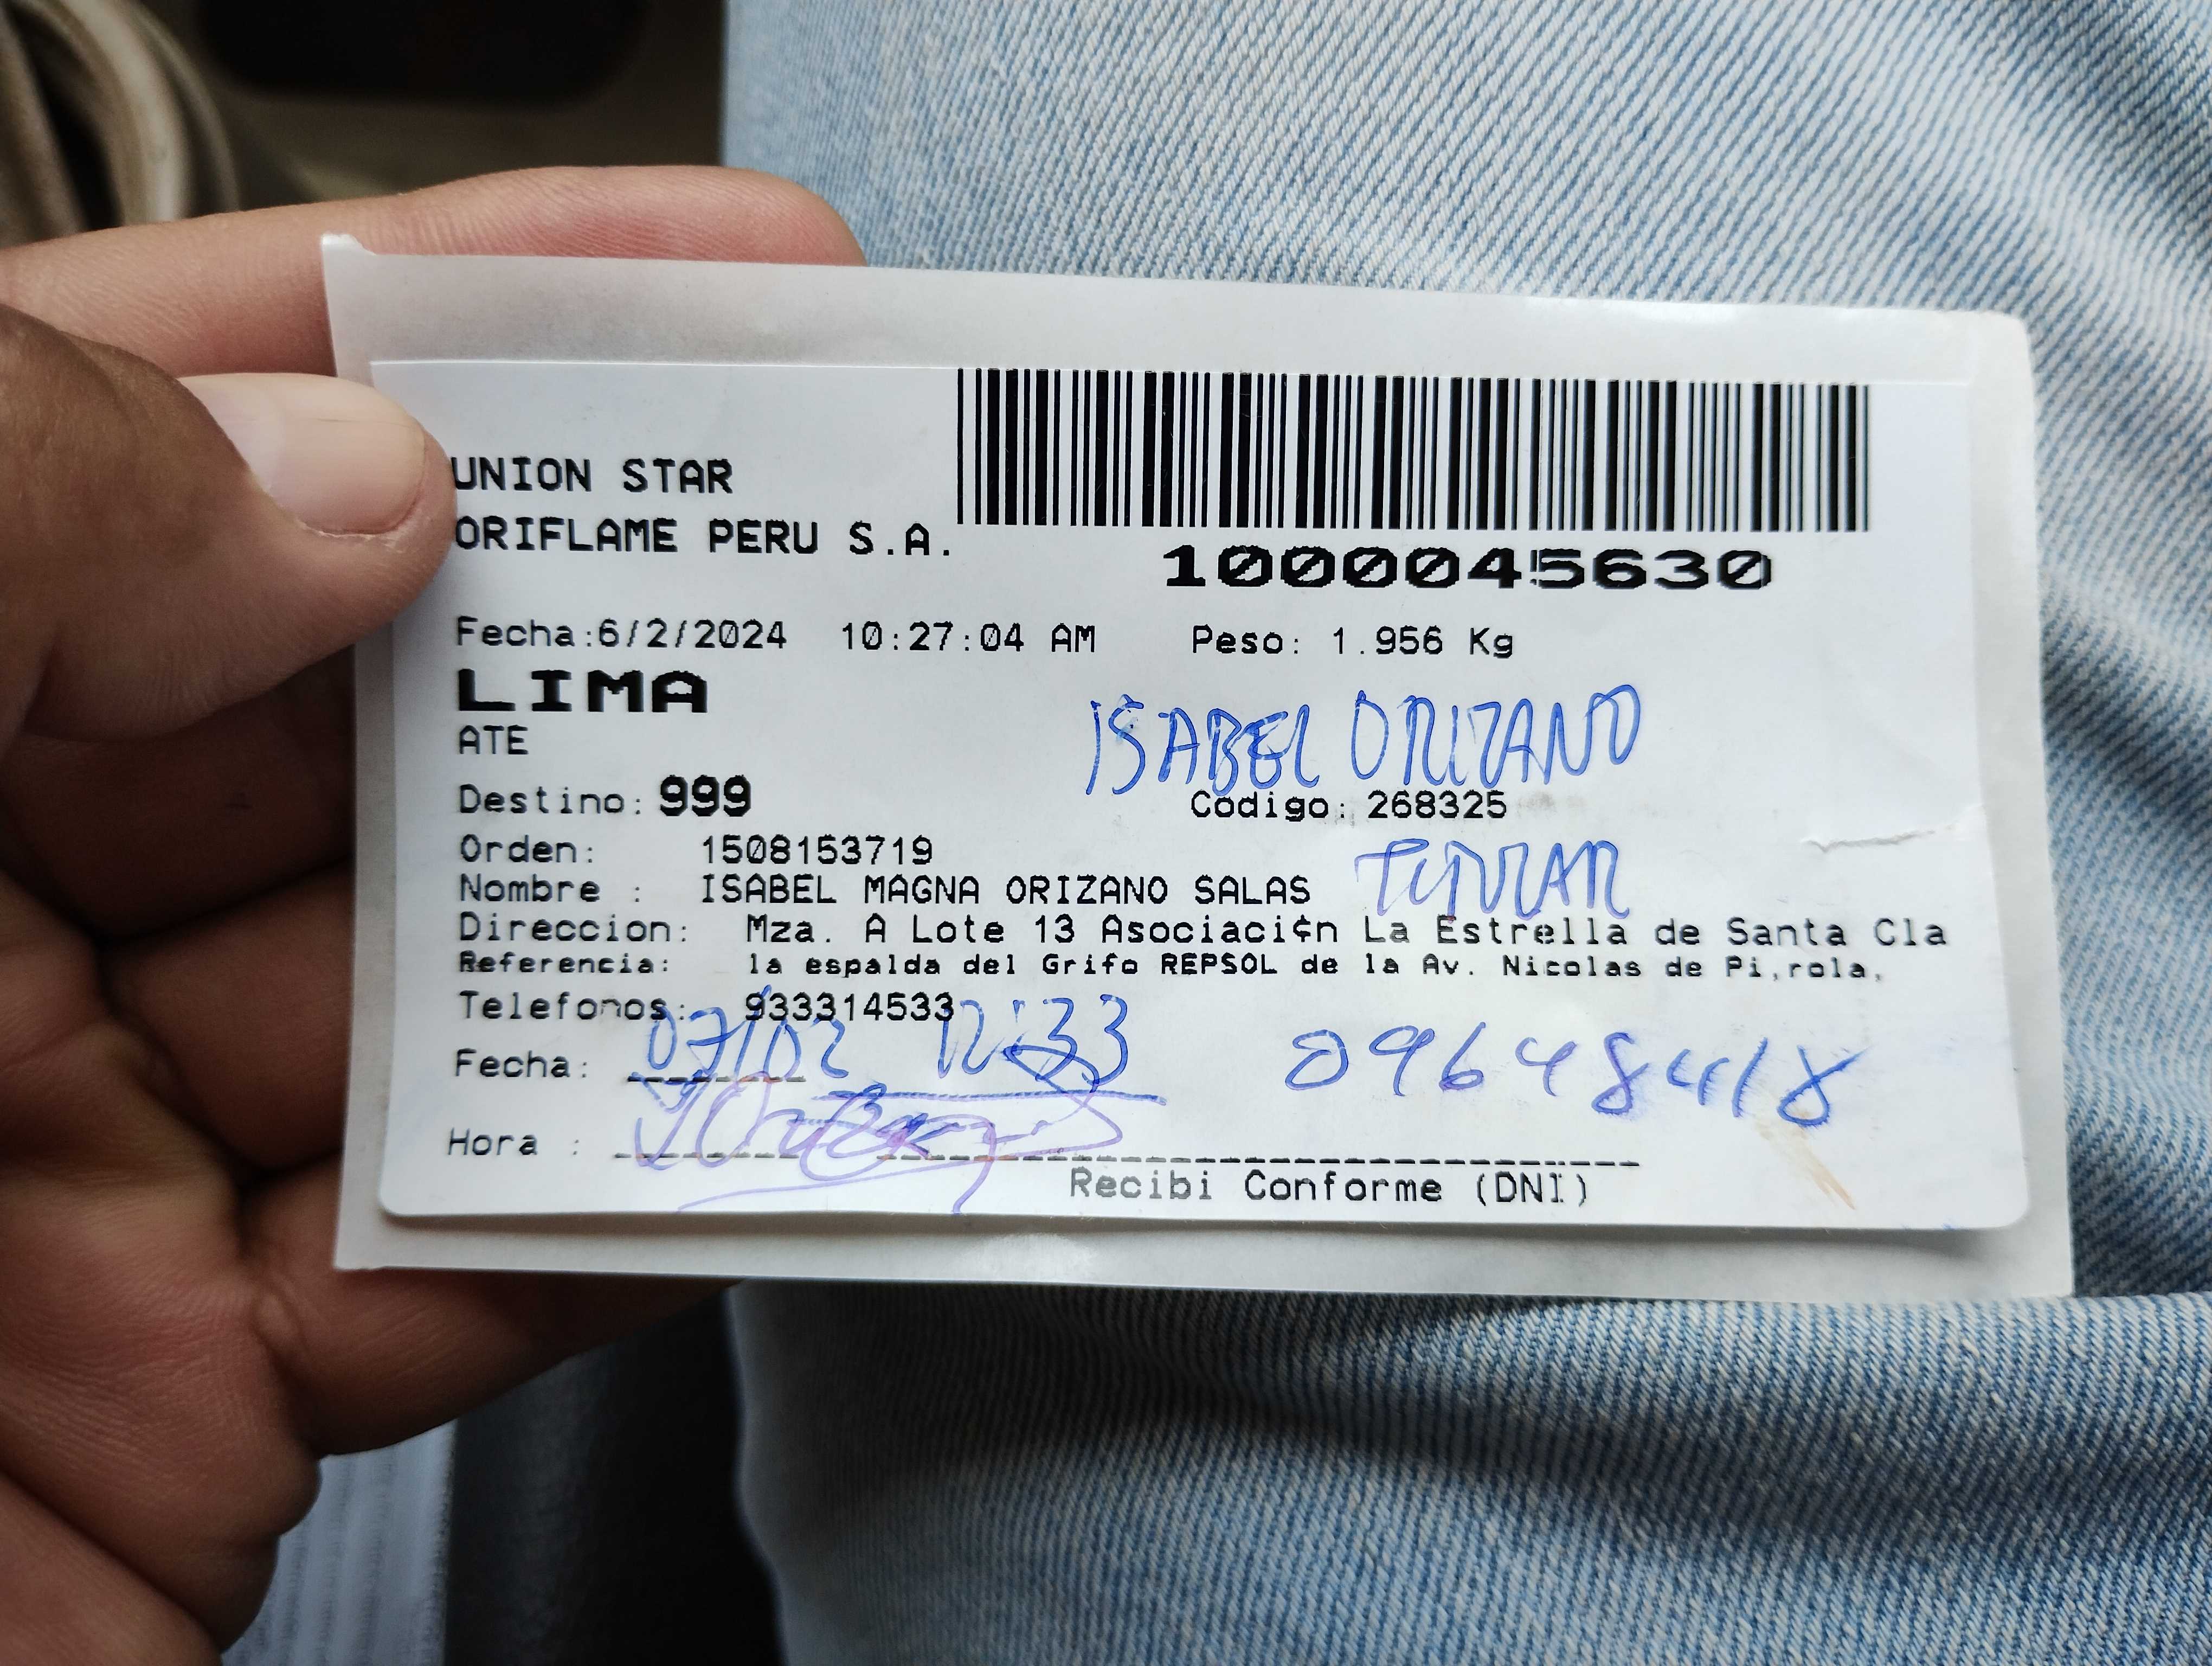 UNION STAR
ORIFLAME PERU S.A.
1000045630
Fecha:6/2/2024 10:27:04 AM Peso: 1.956 Kg
LIMA
ISABEL ORIZANO
ATE
Destino: 999 Codigo: 268325
Orden: 1508153719
TITULAR
Nombre : ISABEL MAGNA ORIZANO SALAS
Direccion: Mza. A Lote 13 Asociaci¢n La Estrella de Santa Cla
Referencia: la espalda del Grifo REPSOL de la Av. Nicolas de Pi,rola,
Telefonos: 933314533
Fecha: 07/02 12:33 09648418
Hora :
Recibi Conforme (DNI)